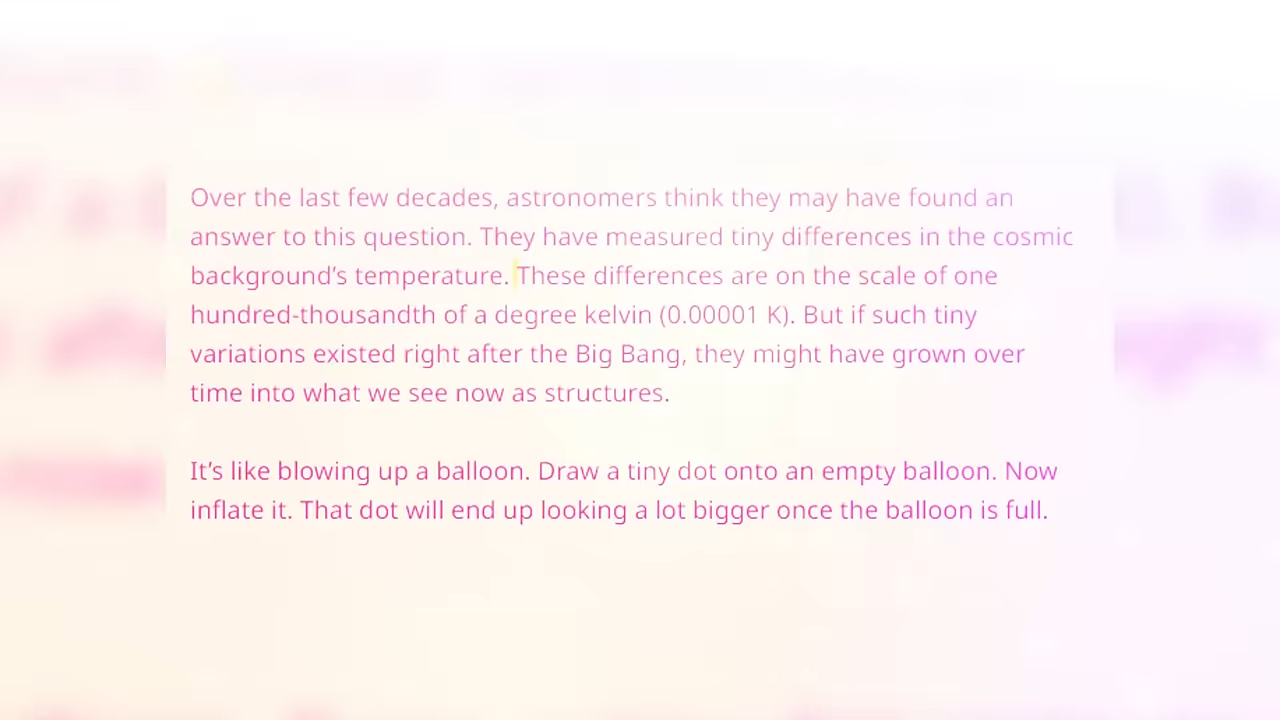 Over the last few decades, astronomers think they may have found an
answer to this question. They have measured tiny differences in the cosmic
background’s temperature. These differences are on the scale of one
hundred-thousandth of a degree kelvin (0.00001 K). But if such tiny
variations existed right after the Big Bang, they might have grown over
time into what we see now as structures.
It’s like blowing up a balloon. Draw a tiny dot onto an empty balloon. Now
inflate it. That dot will end up looking a lot bigger once the balloon is full.